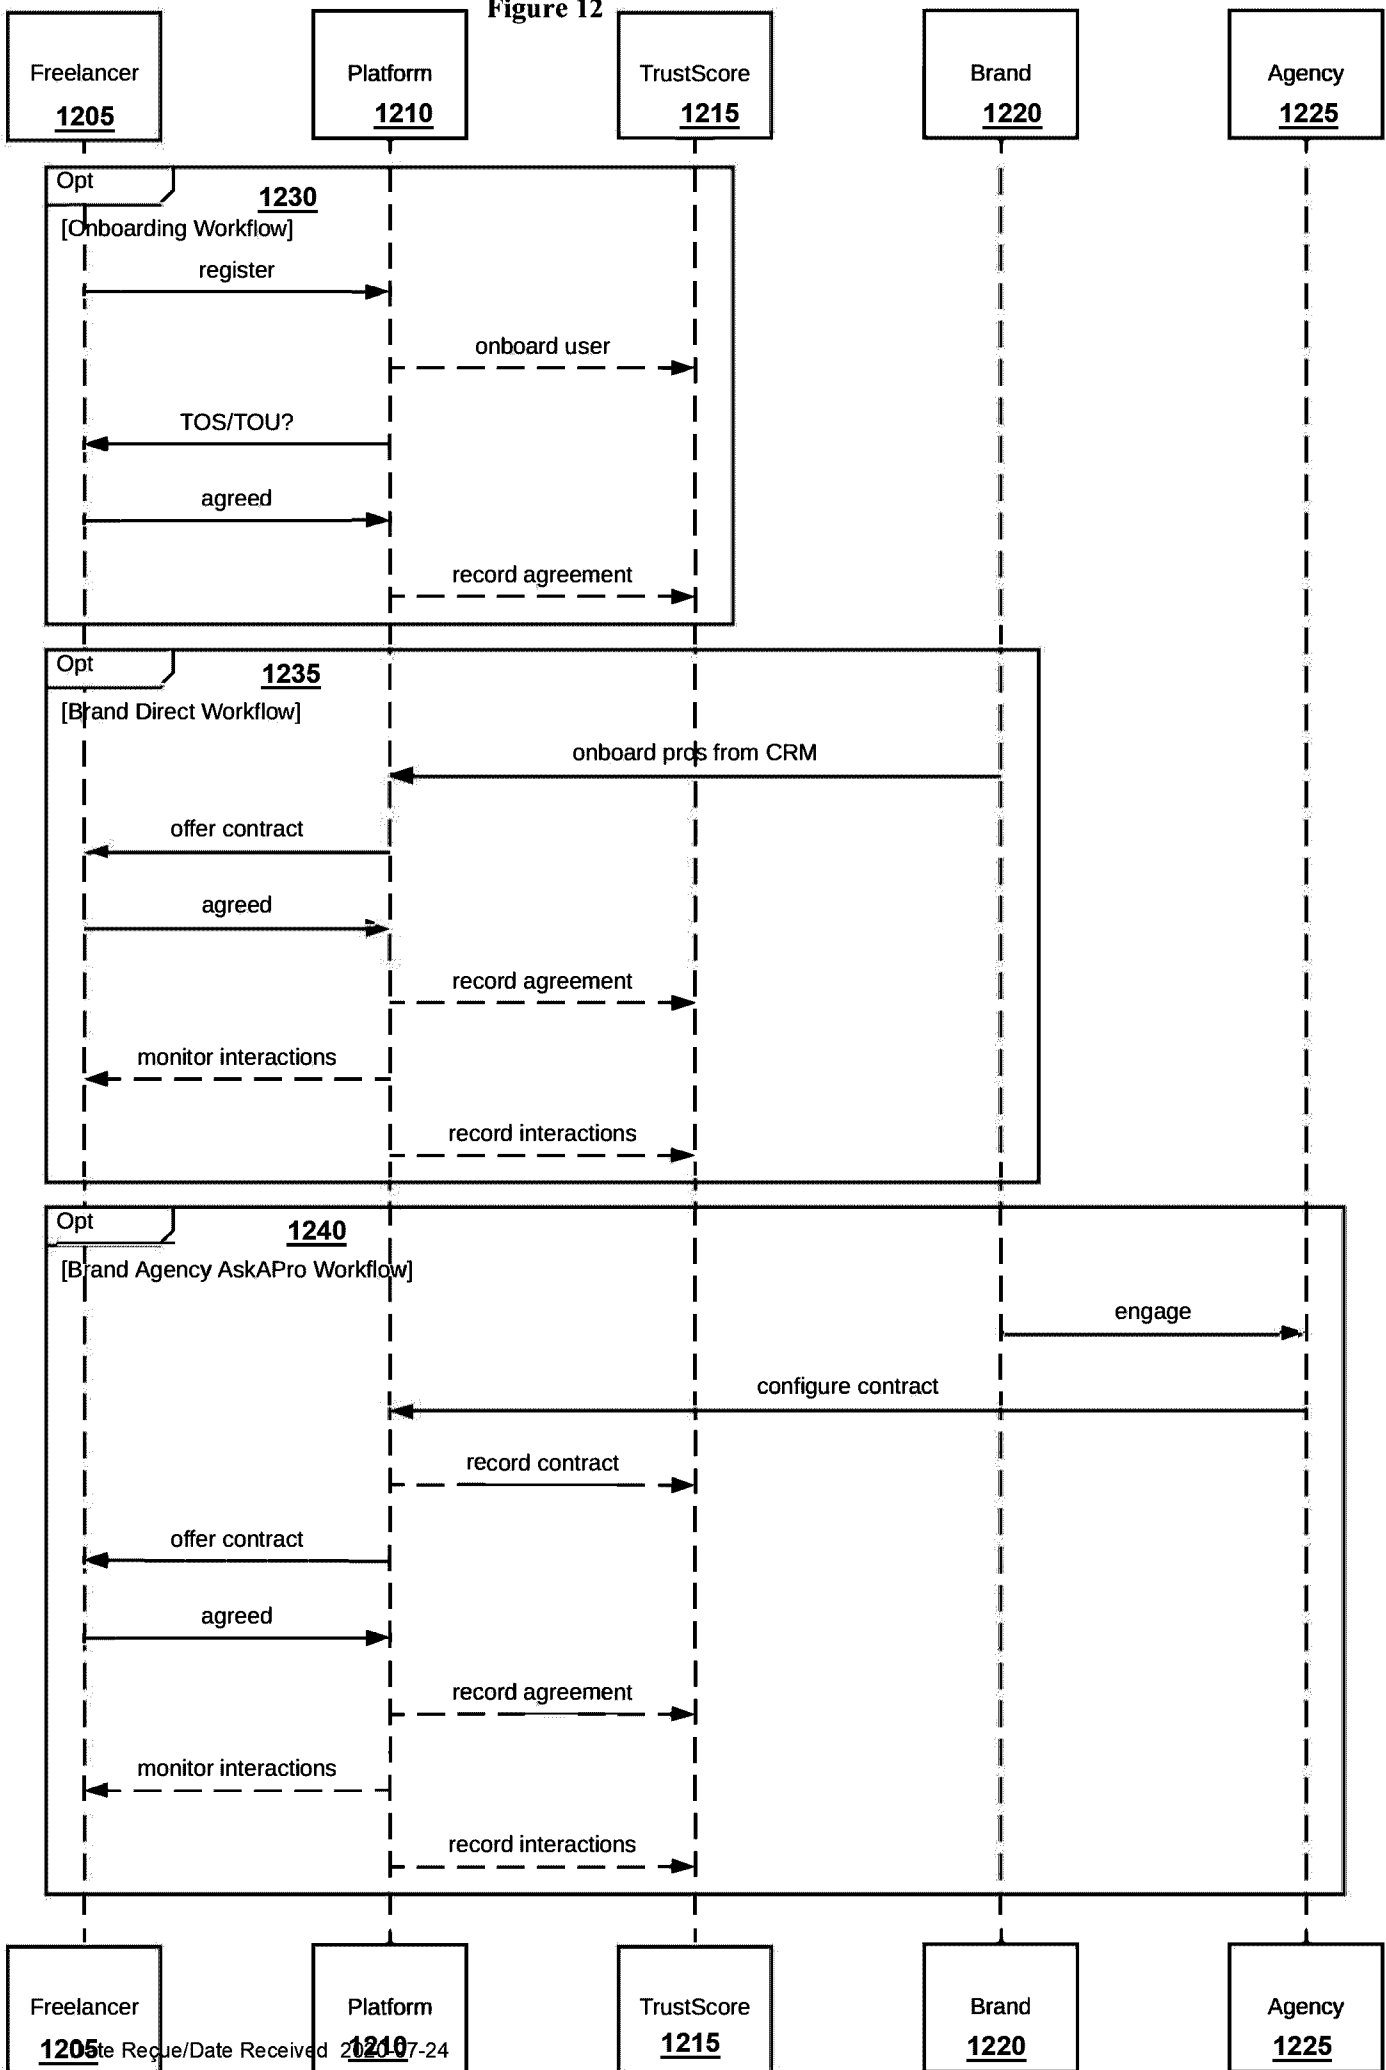 Figure 12
Freelancer Platform TrustScore Brand Agency
1205 1210 1215 1220 1225
Opt
1230
[Onboarding Workflow]
register
onboard user
TOS/TOU?
agreed
record agreement
Opt
1235
[Brand Direct Workflow]
onboard pros from CRM
offer contract
agreed
record agreement
monitor interactions
record interactions
Opt
1240
[Brand Agency AskAPro Workflow]
engage
configure contract
record contract
offer contract
agreed
record agreement
monitor interactions
record interactions
Freelancer Platform TrustScore Brand Agency
1205 1210 1215 1220 1225
Date Reçue/Date Received 2020-07-24